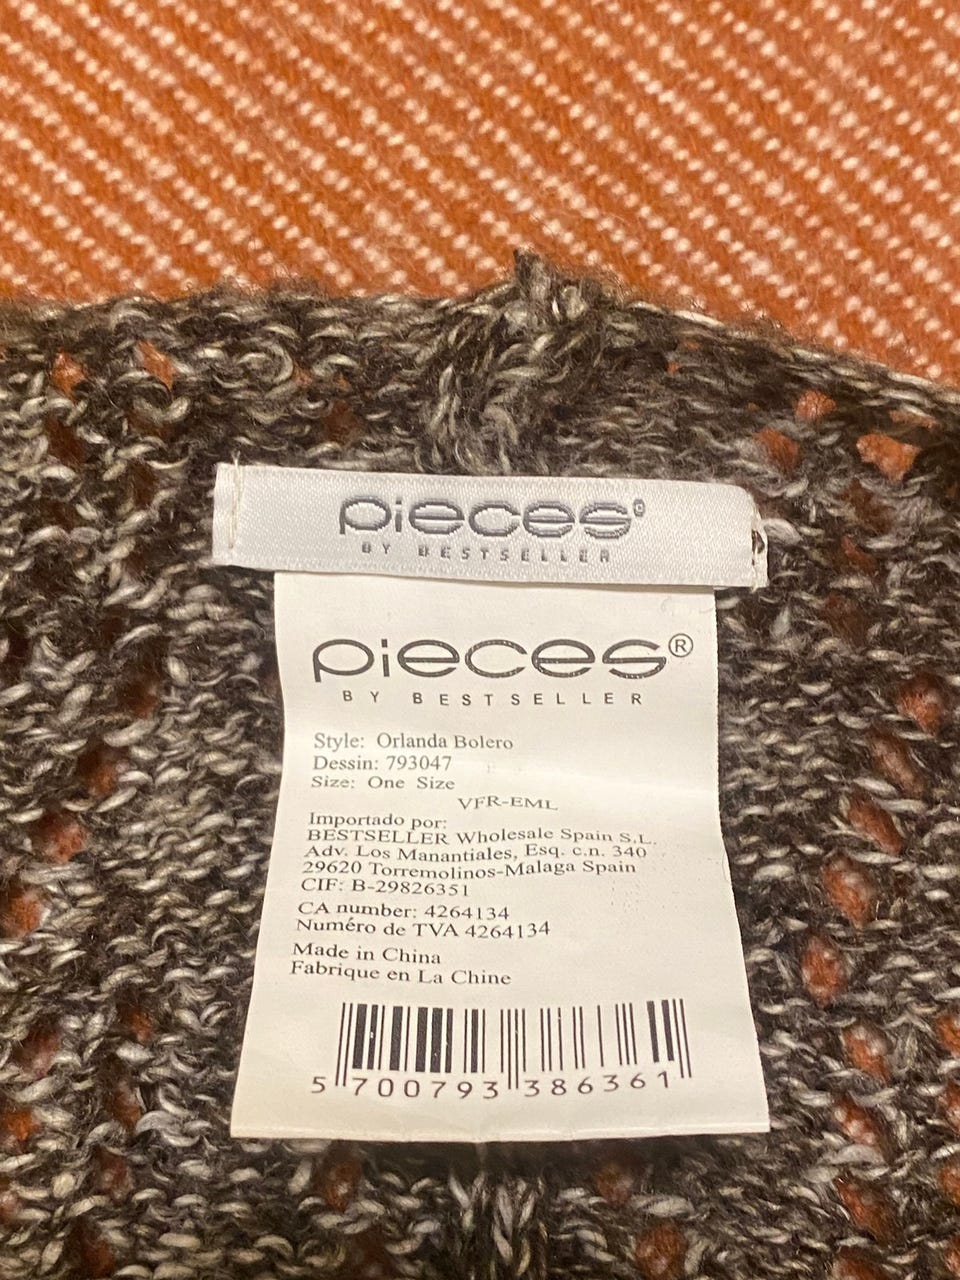 pieces®
BY BESTSELLER
pieces®
BY BESTSELLER
Style: Orlanda Bolero
Dessin: 793047
Size: One Size
VFR-EML
Importado por:
BESTSELLER Wholesale Spain S.L.
Adv. Los Manantiales, Esq. c.n. 340
29620 Torremolinos-Malaga Spain
CIF: B-29826351
CA number: 4264134
Numéro de TVA 4264134
Made in China
Fabrique en La Chine
5 700793 386361